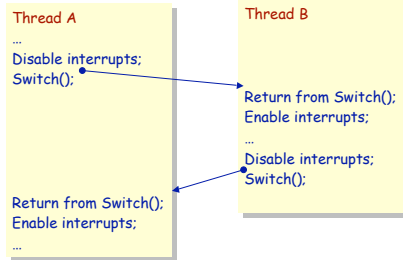 Thread A
…
Disable interrupts;
Switch();
Return from Switch();
Enable interrupts;
…
Thread B
Return from Switch();
Enable interrupts;
…
Disable interrupts;
Switch();